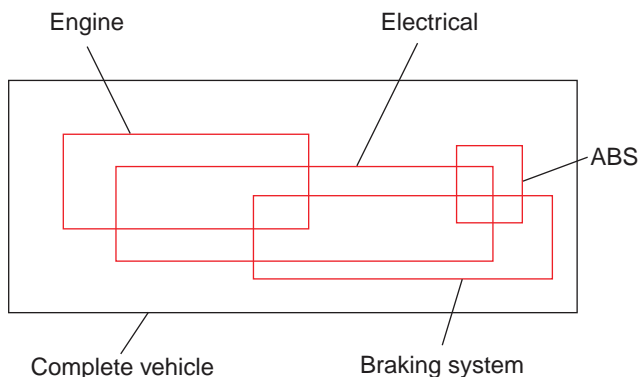 Engine
Electrical
ABS
Complete vehicle
Braking system